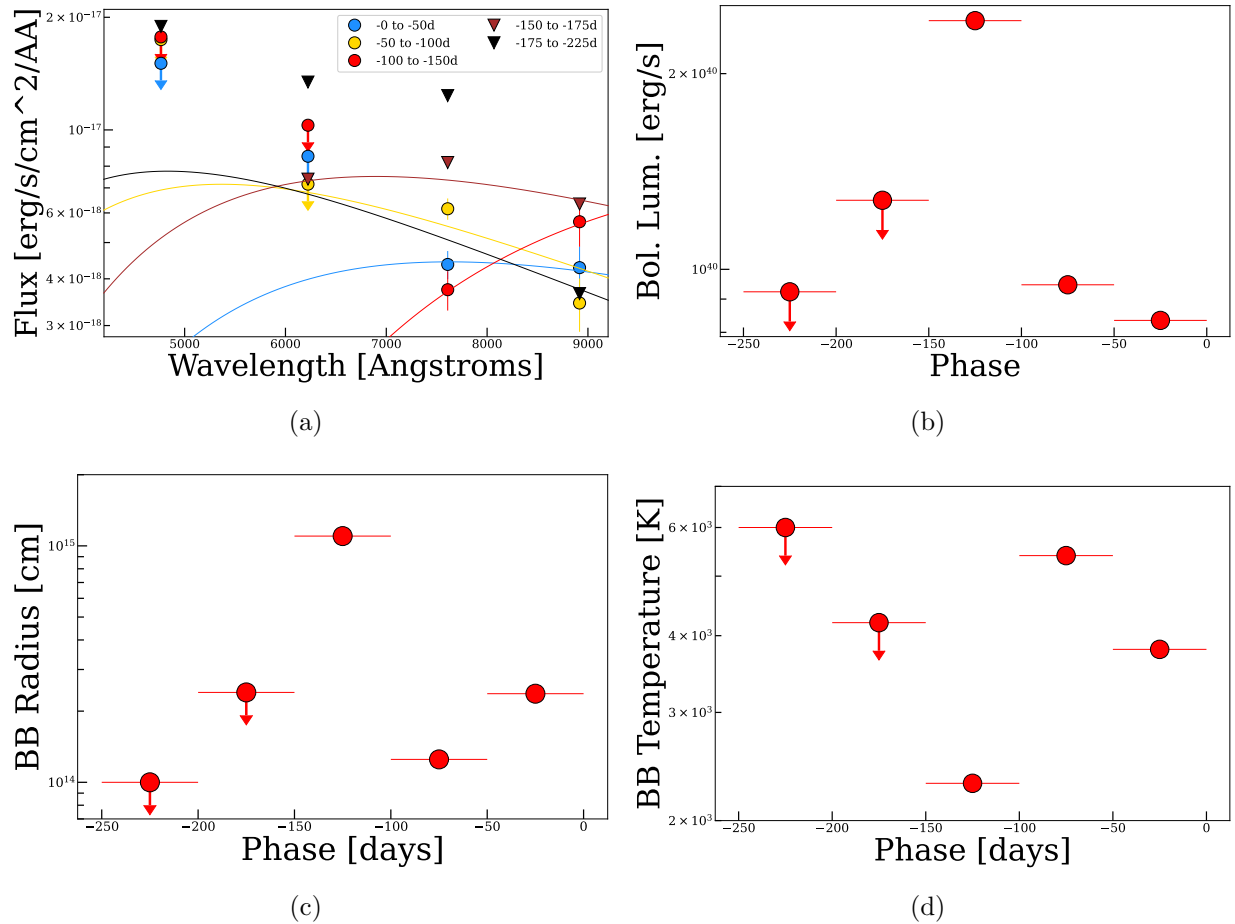 Flux [erg/s/cm^2/AA]
2 × 10⁻¹⁷
10⁻¹⁷
6 × 10⁻¹⁸
4 × 10⁻¹⁸
3 × 10⁻¹⁸
-0 to -50d
-50 to -100d
-100 to -150d
-150 to -175d
-175 to -225d
5000 6000 7000 8000 9000
Wavelength [Angstroms]
(a)
Bol. Lum. [erg/s]
2 × 10⁴⁰
10⁴⁰
−250 −200 −150 −100 −50 0
Phase
(b)
BB Radius [cm]
10¹⁵
10¹⁴
−250 −200 −150 −100 −50 0
Phase [days]
(c)
BB Temperature [K]
6 × 10³
4 × 10³
3 × 10³
2 × 10³
−250 −200 −150 −100 −50 0
Phase [days]
(d)